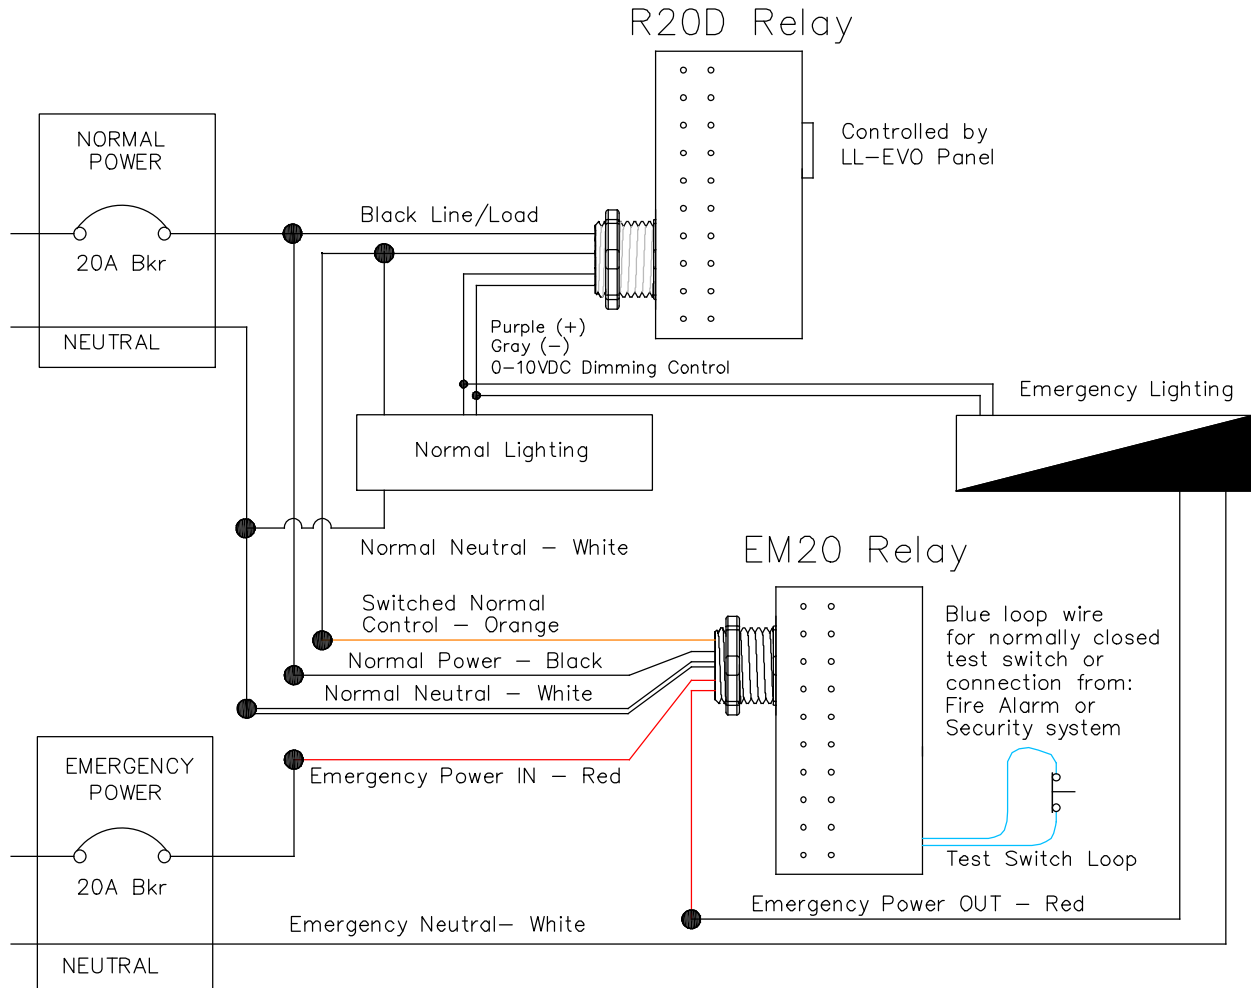 R20D Relay
NORMAL
POWER
20A Bkr
NEUTRAL
Black Line/Load
Controlled by
LL-EVO Panel
Purple (+)
Gray (-)
0-10VDC Dimming Control
Normal Lighting
Emergency Lighting
Normal Neutral - White
EM20 Relay
Switched Normal
Control - Orange
Normal Power - Black
Normal Neutral - White
Emergency Power IN - Red
Blue loop wire
for normally closed
test switch or
connection from:
Fire Alarm or
Security system
Test Switch Loop
EMERGENCY
POWER
20A Bkr
NEUTRAL
Emergency Power OUT - Red
Emergency Neutral- White